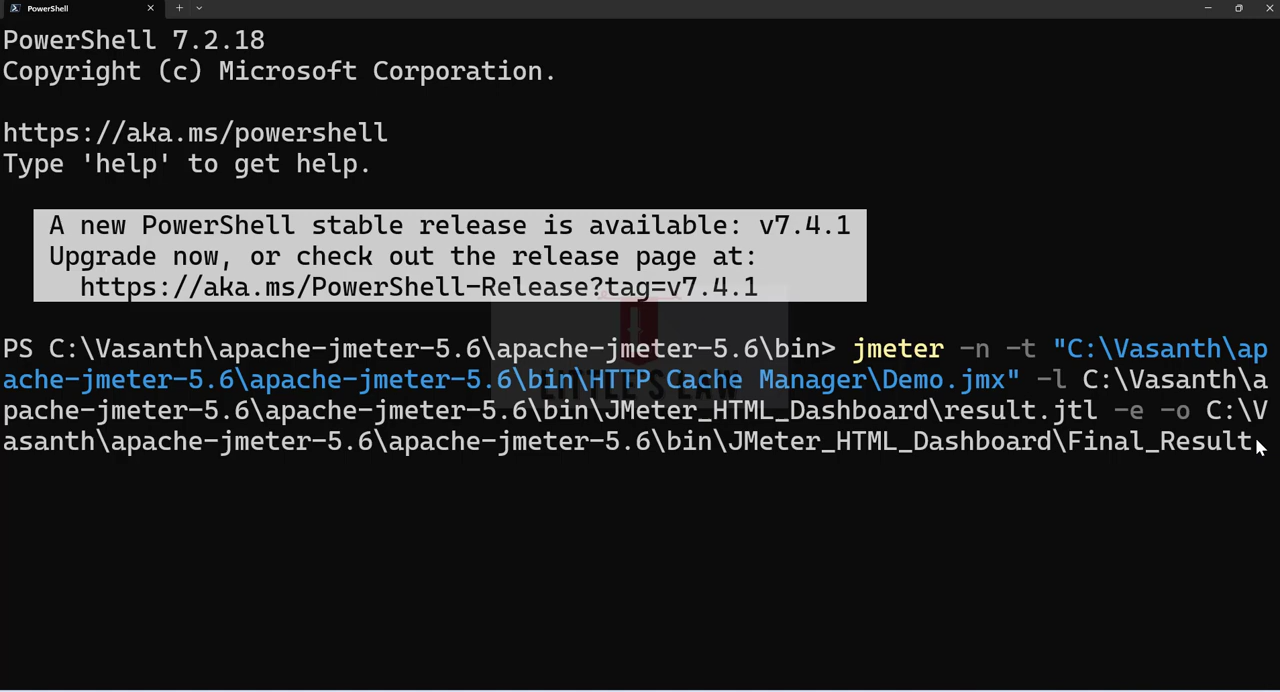 PowerShell
PowerShell 7.2.18
Copyright (c) Microsoft Corporation.
https://aka.ms/powershell
Type 'help' to get help.
A new PowerShell stable release is available: v7.4.1
Upgrade now, or check out the release page at:
https://aka.ms/PowerShell-Release?tag=v7.4.1
PS C:\Vasanth\apache-jmeter-5.6\apache-jmeter-5.6\bin> jmeter -n -t "C:\Vasanth\ap
ache-jmeter-5.6\apache-jmeter-5.6\bin\HTTP Cache Manager\Demo.jmx" -l C:\Vasanth\a
pache-jmeter-5.6\apache-jmeter-5.6\bin\JMeter_HTML_Dashboard\result.jtl -e -o C:\V
asanth\apache-jmeter-5.6\apache-jmeter-5.6\bin\JMeter_HTML_Dashboard\Final_Result
LITTLE'S LAW